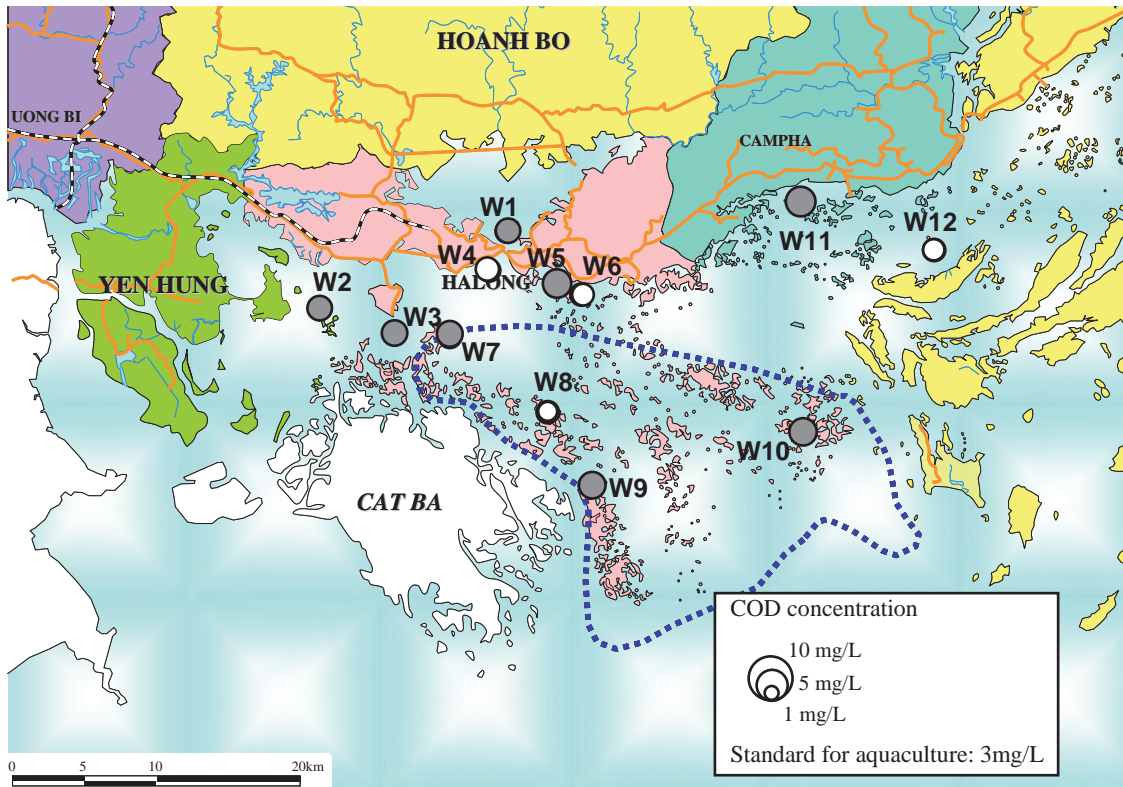 HOANH BO
UONG BI
CAMPHA
W1
W11
W12
W4
W5
W6
HALONG
YEN HUNG
W2
W3
W7
W8
W10
W9
CAT BA
COD concentration
10 mg/L
5 mg/L
1 mg/L
Standard for aquaculture: 3mg/L
0 5 10 20km